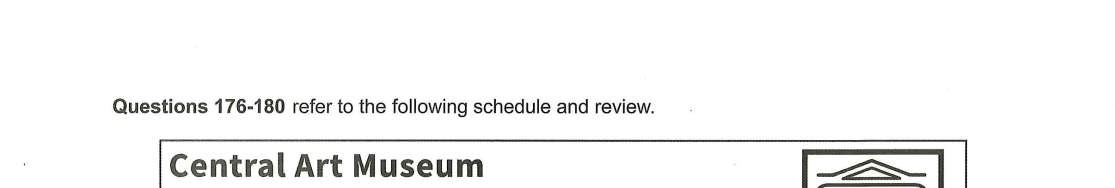 Questions 176-180 refer to the following schedule and review.
Central Art Museum